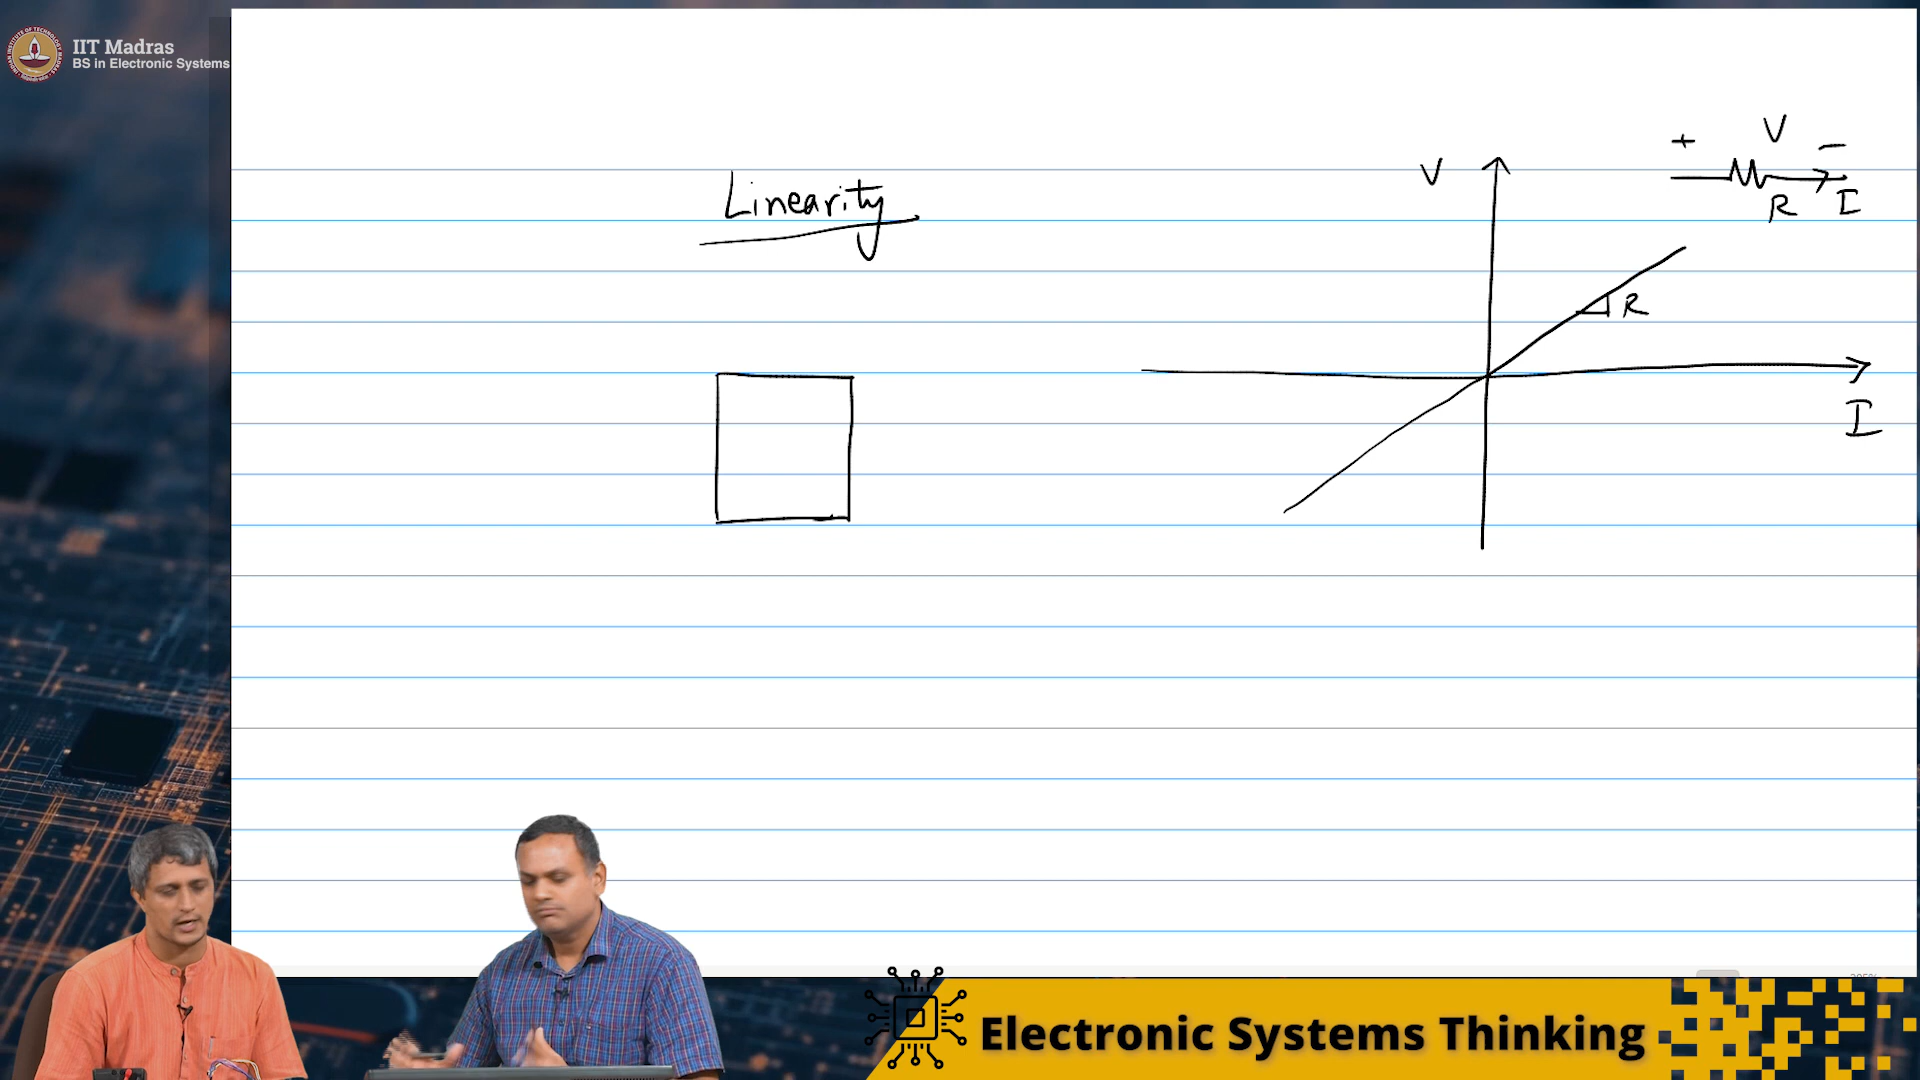 IIT Madras
BS in Electronic Systems
Linearity
V
+ V -
R I
R
I
Electronic Systems Thinking